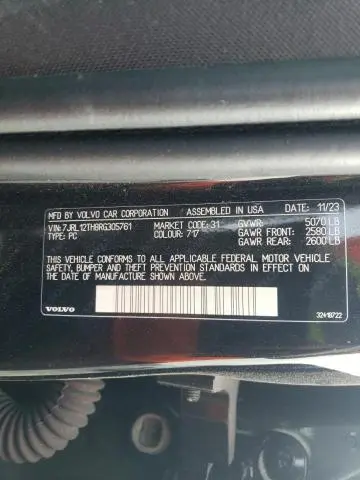 MFD. BY VOLVO CAR CORPORATION ASSEMBLED IN USA DATE: 11/23
VIN: 7JRL12TH8RG305761 MARKET CODE: 31 GVWR: 5070 LB
TYPE: PC COLOUR: 717 GAWR FRONT: 2580 LB
GAWR REAR: 2600 LB
THIS VEHICLE CONFORMS TO ALL APPLICABLE FEDERAL MOTOR VEHICLE
SAFETY, BUMPER AND THEFT PREVENTION STANDARDS IN EFFECT ON THE
DATE OF MANUFACTURE SHOWN ABOVE.
VOLVO 32418722